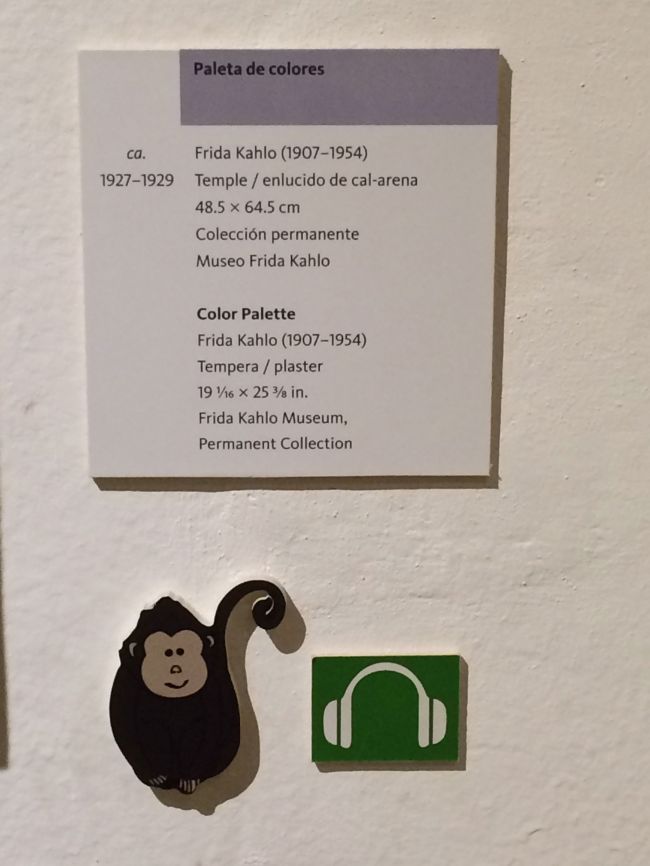 Paleta de colores
ca.
1927–1929
Frida Kahlo (1907–1954)
Temple / enlucido de cal-arena
48.5 × 64.5 cm
Colección permanente
Museo Frida Kahlo
Color Palette
Frida Kahlo (1907–1954)
Tempera / plaster
19 1⁄16 × 25 3⁄8 in.
Frida Kahlo Museum,
Permanent Collection